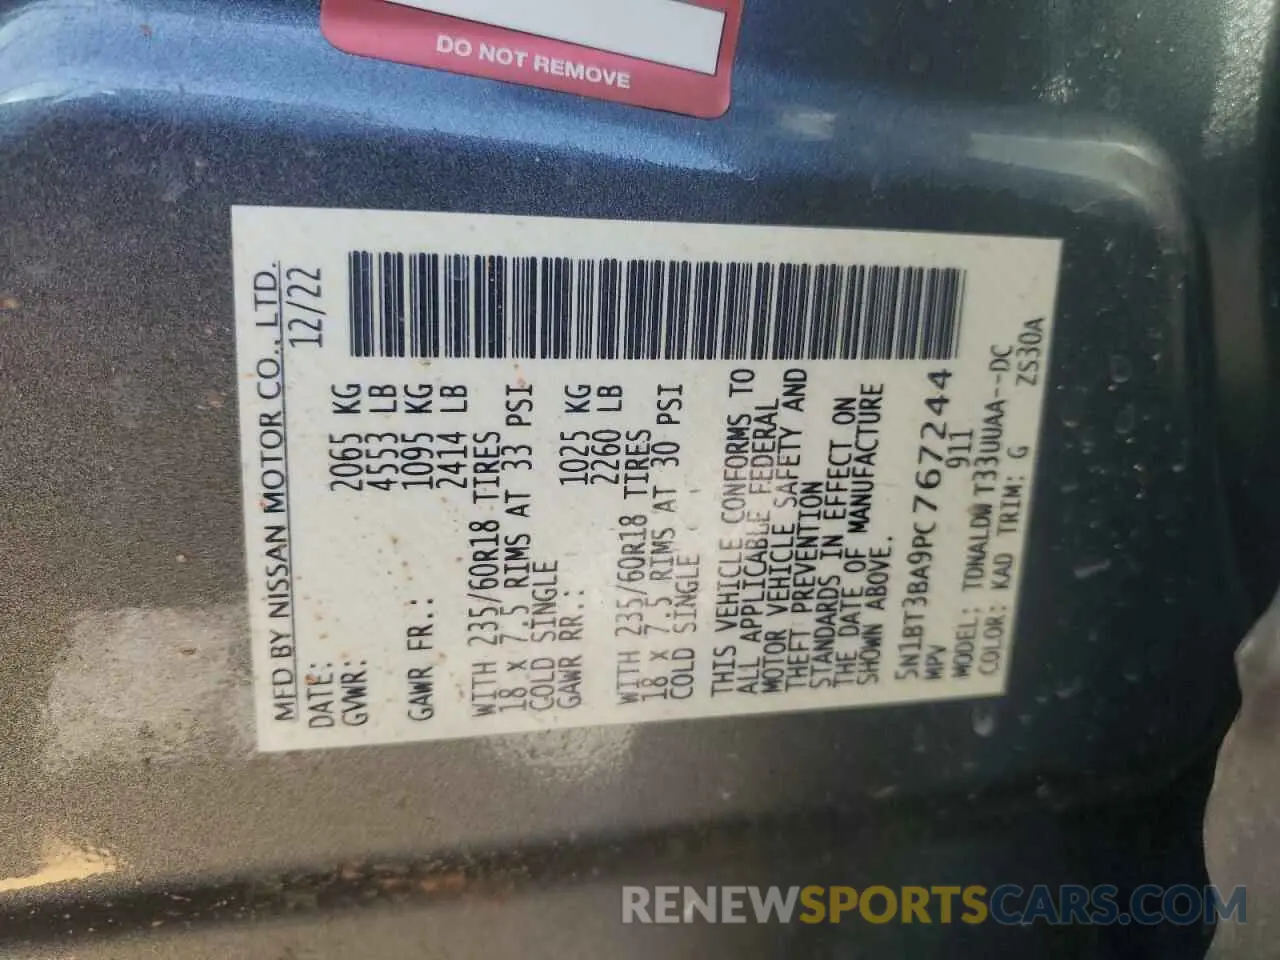 DO NOT REMOVE
MFD BY NISSAN MOTOR CO., LTD.
DATE: 12/22
GVWR: 2065 KG
4553 LB
GAWR FR.: 1095 KG
2414 LB
WITH 235/60R18 TIRES
18 X 7.5 RIMS AT 33 PSI
COLD SINGLE
GAWR RR.: 1025 KG
2260 LB
WITH 235/60R18 TIRES
18 X 7.5 RIMS AT 30 PSI
COLD SINGLE
THIS VEHICLE CONFORMS TO
ALL APPLICABLE FEDERAL
MOTOR VEHICLE SAFETY AND
THEFT PREVENTION
STANDARDS IN EFFECT ON
THE DATE OF MANUFACTURE
SHOWN ABOVE.
5N1BT3BA9PC767244
MPV 911
MODEL: TONALDW T33UUAA--DC
COLOR: KAD TRIM: G ZS30A
RENEWSPORTSCARS.COM